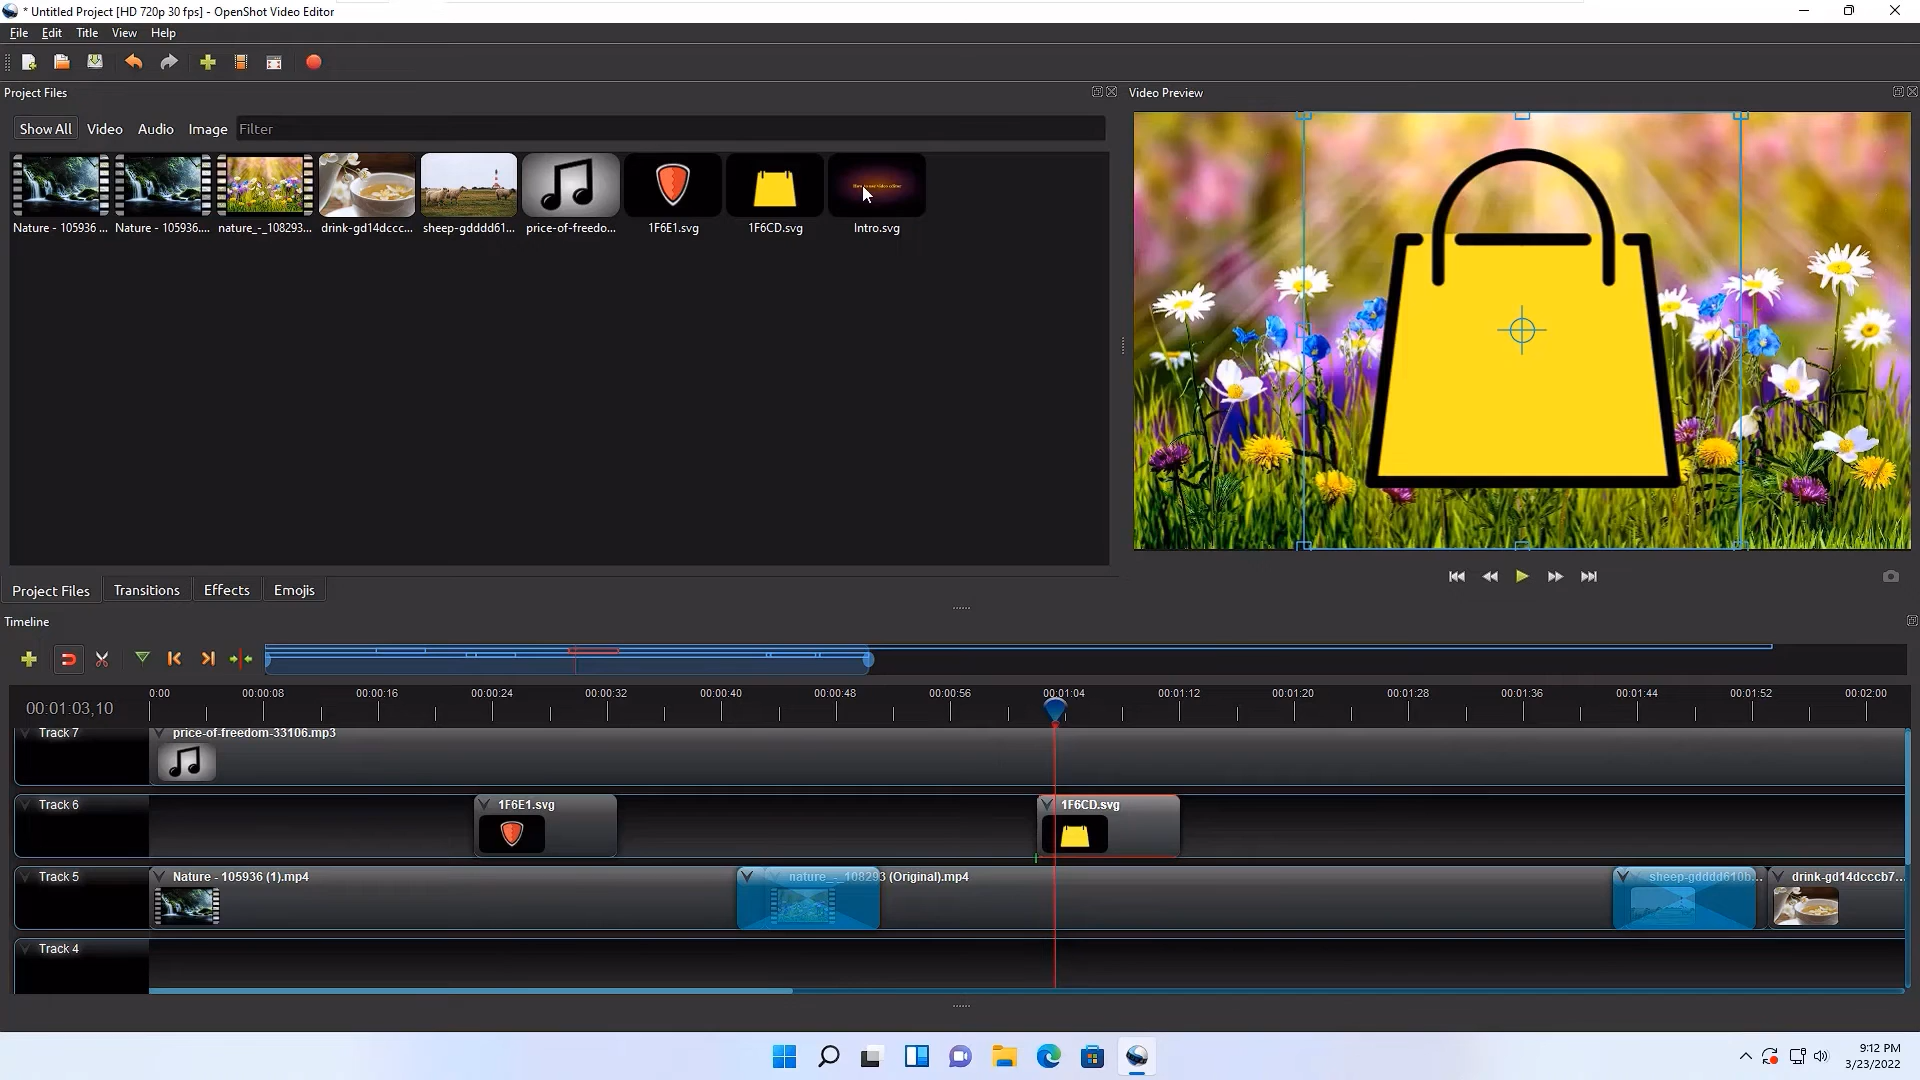 * Untitled Project [HD 720p 30 fps] - OpenShot Video Editor
File Edit Title View Help
Project Files
Video Preview
Show All Video Audio Image Filter
Nature - 105936 ... Nature - 105936.... nature_-_108293... drink-gd14dccc... sheep-gdddd61... price-of-freedo... 1F6E1.svg 1F6CD.svg Intro.svg
Project Files Transitions Effects Emojis
Timeline
00:01:03,10
0:00 00:00:08 00:00:16 00:00:24 00:00:32 00:00:40 00:00:48 00:00:56 00:01:04 00:01:12 00:01:20 00:01:28 00:01:36 00:01:44 00:01:52 00:02:00
Track 7 price-of-freedom-33106.mp3
Track 6 1F6E1.svg 1F6CD.svg
Track 5 Nature - 105936 (1).mp4 nature_-_108293 (Original).mp4 sheep-gdddd610b... drink-gd14dcccb7...
Track 4
9:12 PM
3/23/2022